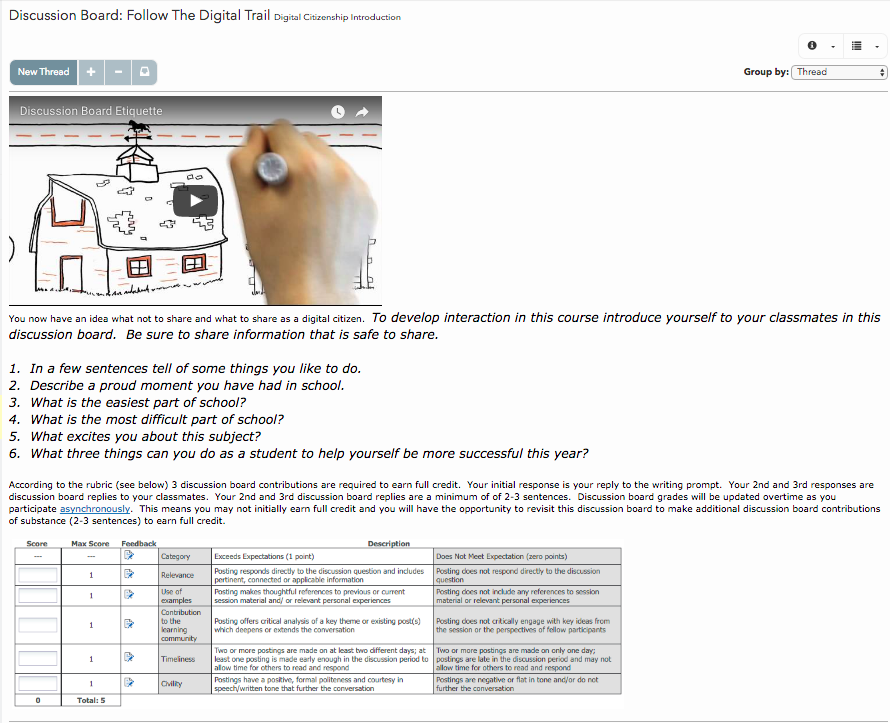 Discussion Board: Follow The Digital Trail Digital Citizenship Introduction
New Thread
Group by: Thread
Discussion Board Etiquette
You now have an idea what not to share and what to share as a digital citizen. To develop interaction in this course introduce yourself to your classmates in this
discussion board. Be sure to share information that is safe to share.
1. In a few sentences tell of some things you like to do.
2. Describe a proud moment you have had in school.
3. What is the easiest part of school?
4. What is the most difficult part of school?
5. What excites you about this subject?
6. What three things can you do as a student to help yourself be more successful this year?
According to the rubric (see below) 3 discussion board contributions are required to earn full credit. Your initial response is your reply to the writing prompt. Your 2nd and 3rd responses are
discussion board replies to your classmates. Your 2nd and 3rd discussion board replies are a minimum of of 2-3 sentences. Discussion board grades will be updated overtime as you
participate asynchronously. This means you may not initially earn full credit and you will have the opportunity to revisit this discussion board to make additional discussion board contributions
of substance (2-3 sentences) to earn full credit.
Score Max Score Feedback Description
--- --- Category Exceeds Expectations (1 point) Does Not Meet Expectation (zero points)
1 Relevance Posting responds directly to the discussion question and includes pertinent, connected or applicable information Posting does not respond directly to the discussion question
1 Use of examples Posting makes thoughtful references to previous or current session material and/ or relevant personal experiences Posting does not include any references to session material or relevant personal experiences
1 Contribution to the learning community Posting offers critical analysis of a key theme or existing post(s) which deepens or extends the conversation Posting does not critically engage with key ideas from the session or the perspectives of fellow participants
1 Timeliness Two or more postings are made on at least two different days; at least one posting is made early enough in the discussion period to allow time for others to read and respond Two or more postings are made on only one day; postings are late in the discussion period and may not allow time for others to read and respond
1 Civility Postings have a positive, formal politeness and courtesy in speech/written tone that further the conversation Postings are negative or flat in tone and/or do not further the conversation
0 Total: 5